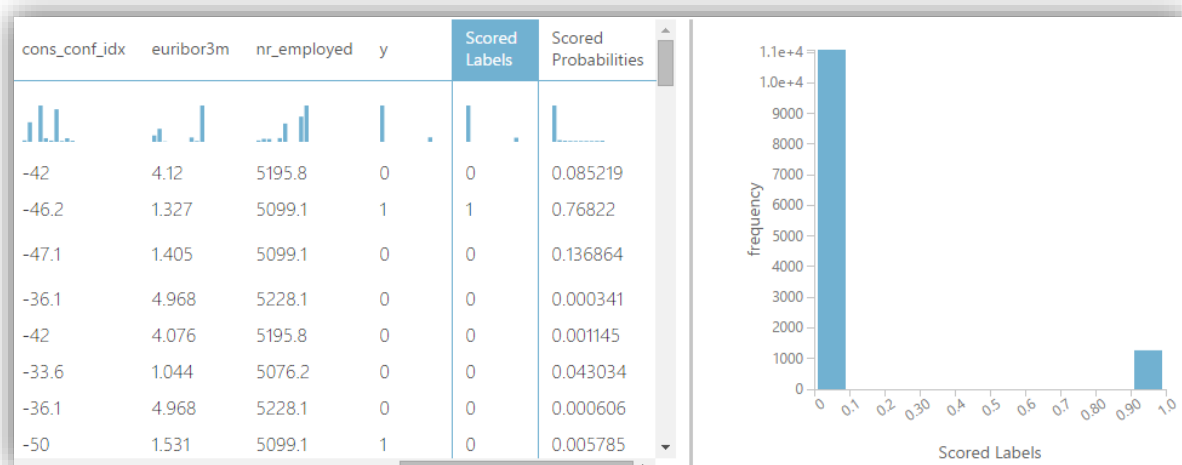 cons_conf_idx euribor3m nr_employed y Scored Labels Scored Probabilities
-42 4.12 5195.8 0 0 0.085219
-46.2 1.327 5099.1 1 1 0.76822
-47.1 1.405 5099.1 0 0 0.136864
-36.1 4.968 5228.1 0 0 0.000341
-42 4.076 5195.8 0 0 0.001145
-33.6 1.044 5076.2 0 0 0.043034
-36.1 4.968 5228.1 0 0 0.000606
-50 1.531 5099.1 1 0 0.005785
1.1e+4
1.0e+4
9000
8000
7000
6000
5000
4000
3000
2000
1000
0
frequency
0 0.1 0.2 0.30 0.4 0.5 0.6 0.7 0.80 0.90 1.0
Scored Labels